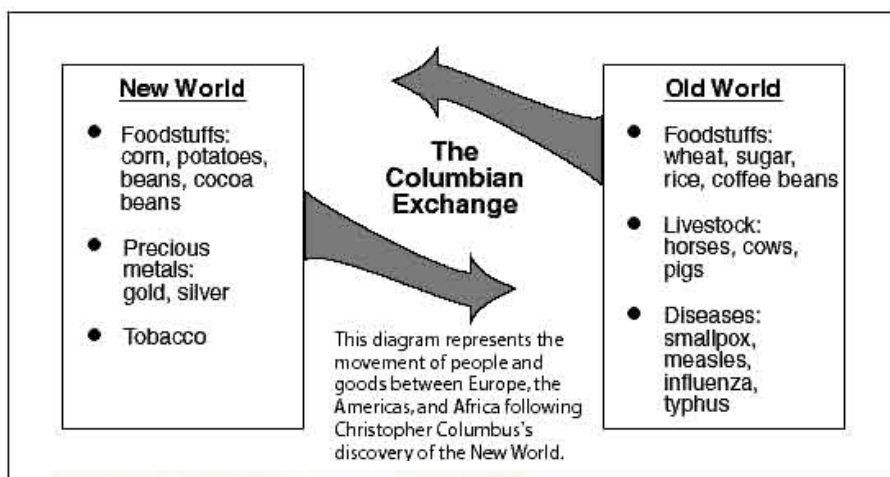 New World
● Foodstuffs:
corn, potatoes,
beans, cocoa
beans
● Precious
metals:
gold, silver
● Tobacco
The
Columbian
Exchange
This diagram represents the
movement of people and
goods between Europe, the
Americas, and Africa following
Christopher Columbus's
discovery of the New World.
Old World
● Foodstuffs:
wheat, sugar,
rice, coffee beans
● Livestock:
horses, cows,
pigs
● Diseases:
smallpox,
measles,
influenza,
typhus